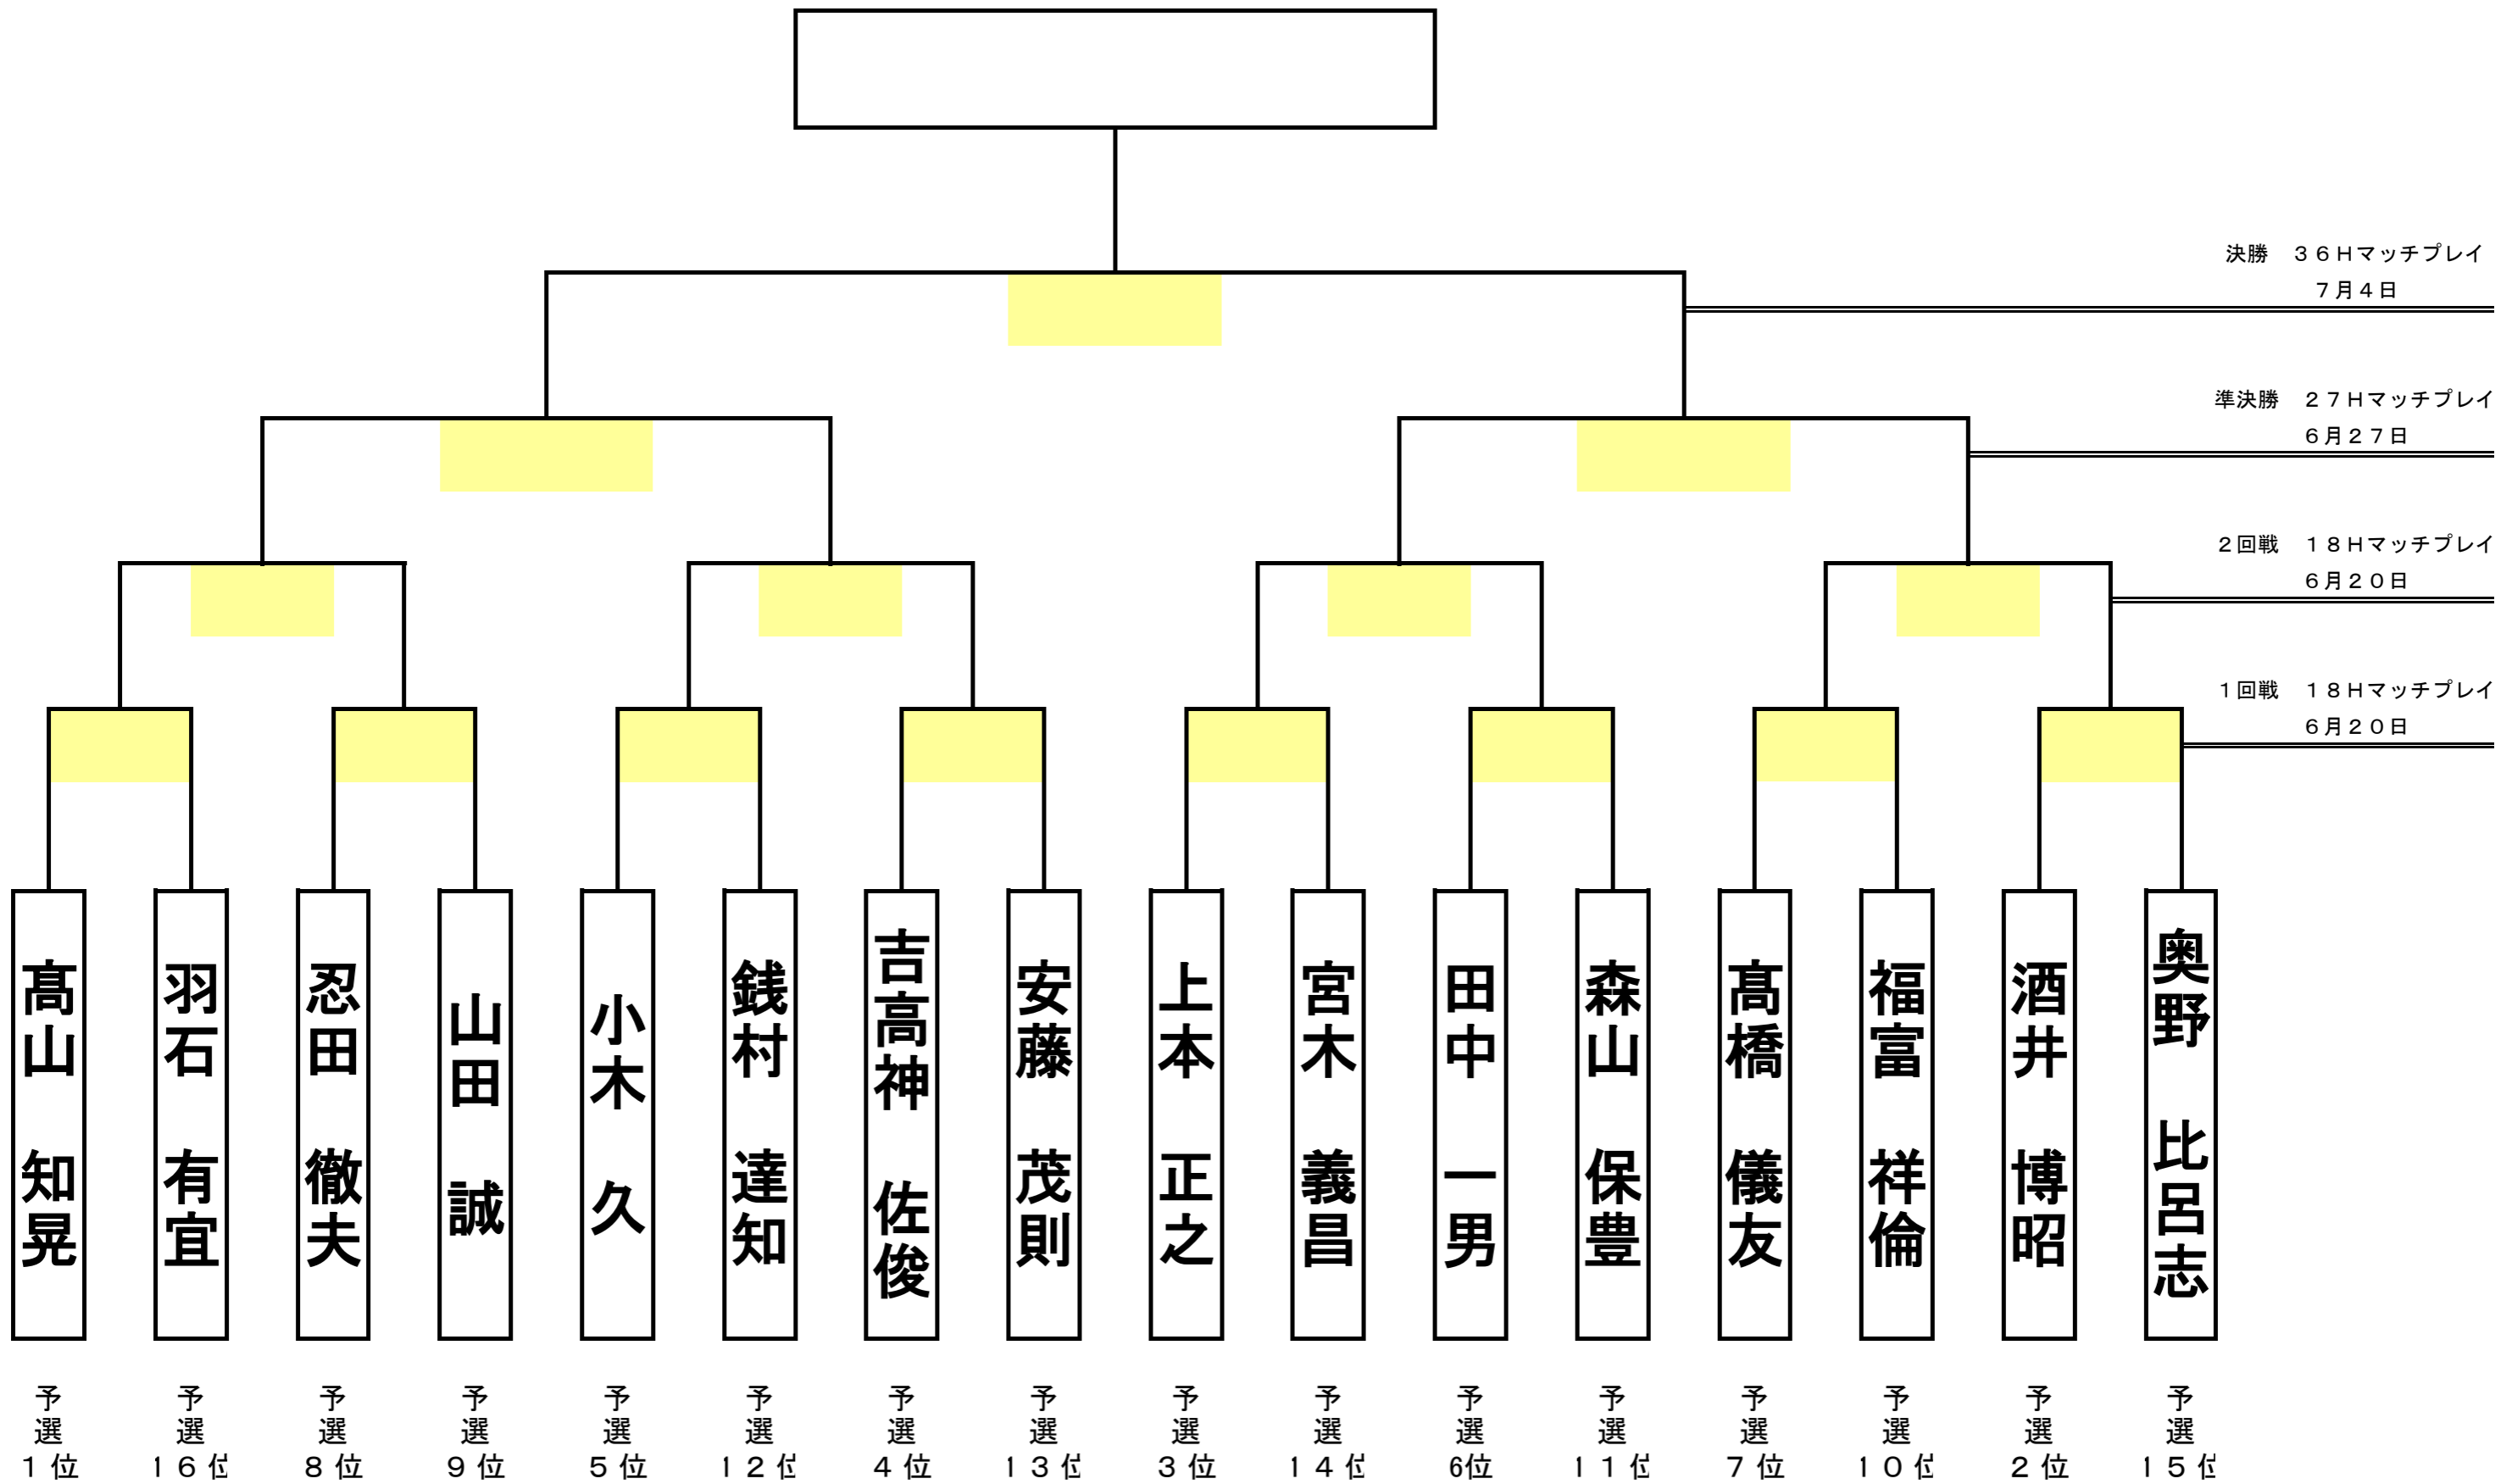 決勝　３６Ｈマッチプレイ
７月４日
準決勝　２７Ｈマッチプレイ
６月２７日
２回戦　１８Ｈマッチプレイ
６月２０日
１回戦　１８Ｈマッチプレイ
６月２０日
髙山　知晃
羽石　有宜
忍田　徹夫
山田　誠
小木　久
銭村　達知
吉高神　佐俊
安藤　茂則
上本　正之
宮木　義昌
田中　一男
森山　保豊
髙橋　儀友
福富　祥倫
酒井　博昭
奥野　比呂志
予選１位
予選１６位
予選８位
予選９位
予選５位
予選１２位
予選４位
予選１３位
予選３位
予選１４位
予選6位
予選１１位
予選７位
予選１０位
予選２位
予選１５位